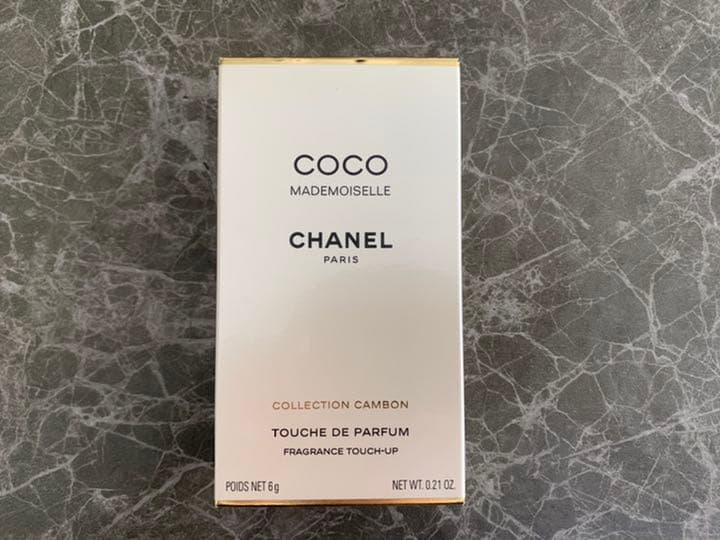 COCO
MADEMOISELLE
CHANEL
PARIS
COLLECTION CAMBON
TOUCHE DE PARFUM
FRAGRANCE TOUCH-UP
POIDS NET 6 g NET WT. 0.21 OZ.